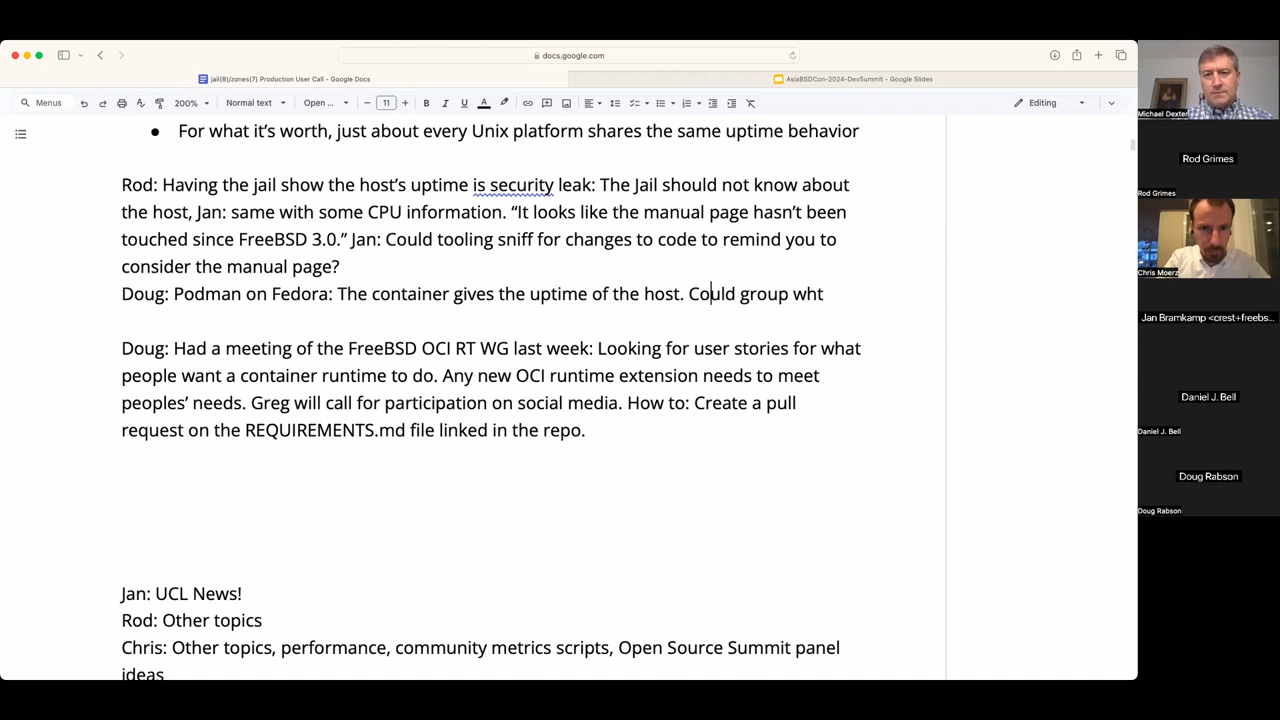 docs.google.com
jail(8)/zones(7) Production User Call - Google Docs
AsiaBSDCon-2024-DevSummit - Google Slides
Menus
200%
Normal text
Open ...
11
Editing
● For what it's worth, just about every Unix platform shares the same uptime behavior
Rod: Having the jail show the host's uptime is security leak: The Jail should not know about
the host, Jan: same with some CPU information. “It looks like the manual page hasn't been
touched since FreeBSD 3.0.” Jan: Could tooling sniff for changes to code to remind you to
consider the manual page?
Doug: Podman on Fedora: The container gives the uptime of the host. Could group wht
Doug: Had a meeting of the FreeBSD OCI RT WG last week: Looking for user stories for what
people want a container runtime to do. Any new OCI runtime extension needs to meet
peoples' needs. Greg will call for participation on social media. How to: Create a pull
request on the REQUIREMENTS.md file linked in the repo.
Jan: UCL News!
Rod: Other topics
Chris: Other topics, performance, community metrics scripts, Open Source Summit panel
ideas
Michael Dexter
Rod Grimes
Rod Grimes
Chris Moerz
Jan Bramkamp <crest+freebs...
Daniel J. Bell
Daniel J. Bell
Doug Rabson
Doug Rabson